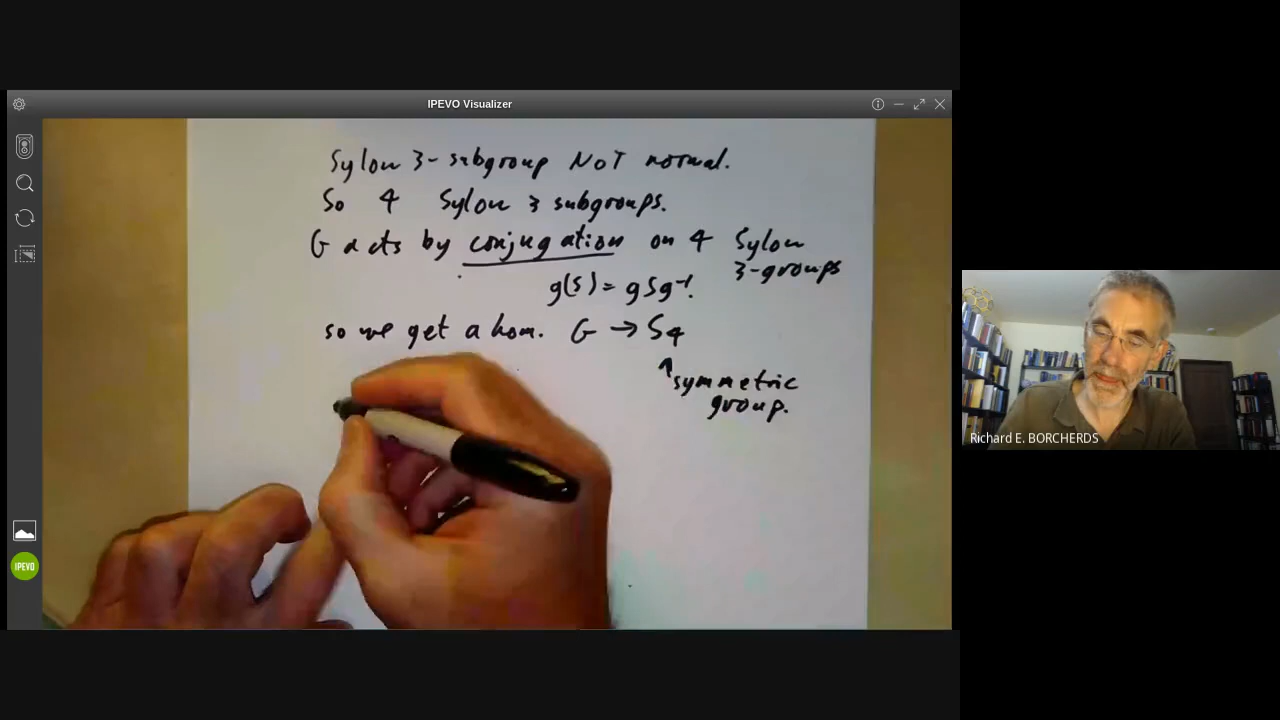 IPEVO Visualizer
Sylow 3-subgroup NOT normal.
So 4 Sylow 3 subgroups.
G acts by conjugation on 4 Sylow
3-groups
g(S) = gSg⁻¹.
so we get a hom. G → S₄
↑ symmetric
group.
Richard E. BORCHERDS
IPEVO